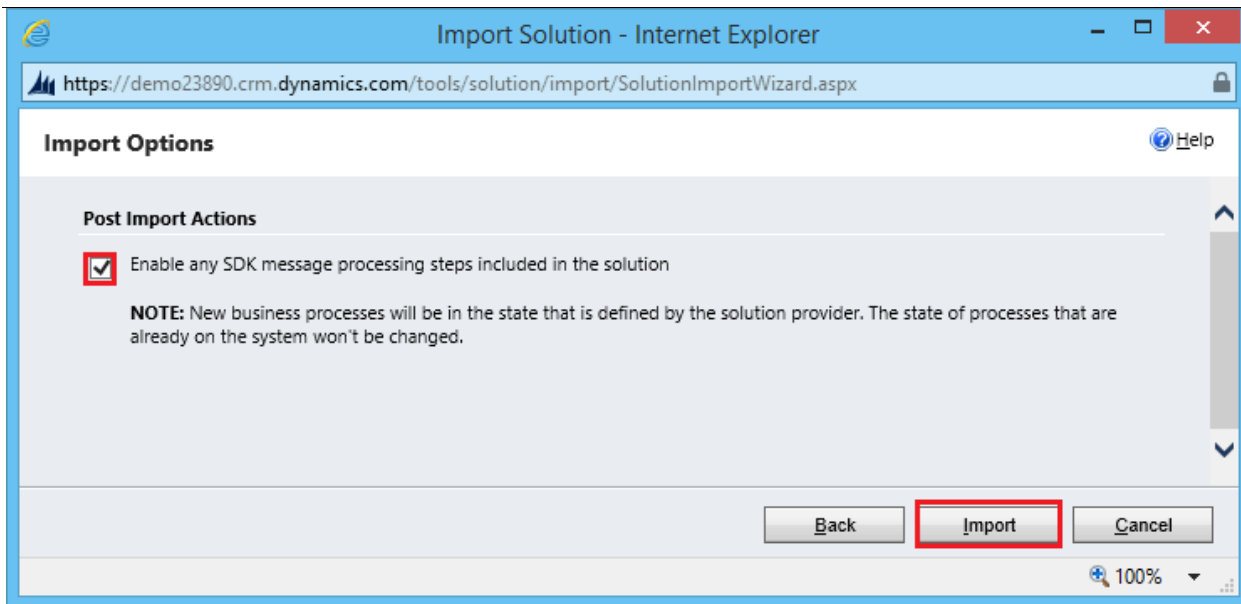 Import Solution - Internet Explorer
https://demo23890.crm.dynamics.com/tools/solution/import/SolutionImportWizard.aspx
Import Options
Help
Post Import Actions
Enable any SDK message processing steps included in the solution
NOTE: New business processes will be in the state that is defined by the solution provider. The state of processes that are
already on the system won't be changed.
Back
Import
Cancel
100%